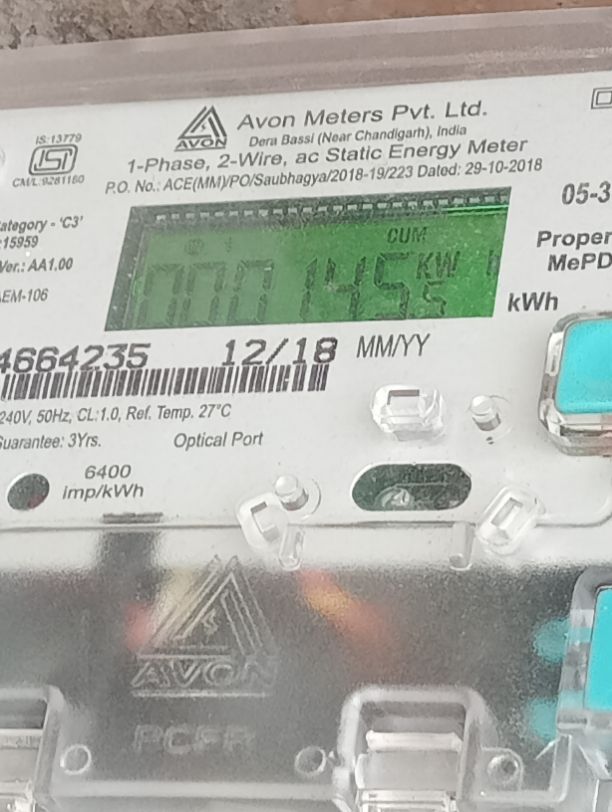 Avon Meters Pvt. Ltd.
AVON
Dera Bassi (Near Chandigarh), India
IS:13779
ISI
CM/L:9281160
1-Phase, 2-Wire, ac Static Energy Meter
P.O. No.: ACE(MM)/PO/Saubhagya/2018-19/223 Dated: 29-10-2018
05-3
ategory - 'C3'
:15959
Ver.: AA1.00
AEM-106
CUM
KW h
kWh
Proper
MePD
4664235 12/18 MM/YY
240V, 50Hz, CL:1.0, Ref. Temp. 27°C
Guarantee: 3Yrs. Optical Port
6400
imp/kWh
AVON